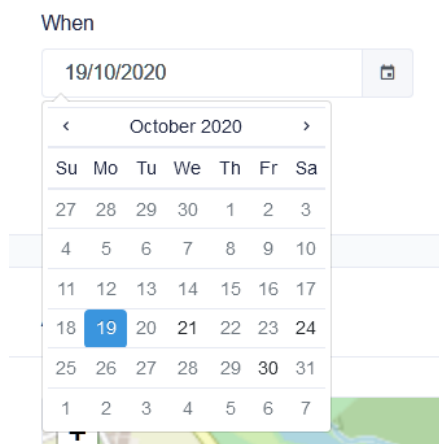 When
19/10/2020
‹ October 2020 ›
Su Mo Tu We Th Fr Sa
27 28 29 30 1 2 3
4 5 6 7 8 9 10
11 12 13 14 15 16 17
18 19 20 21 22 23 24
25 26 27 28 29 30 31
1 2 3 4 5 6 7
+